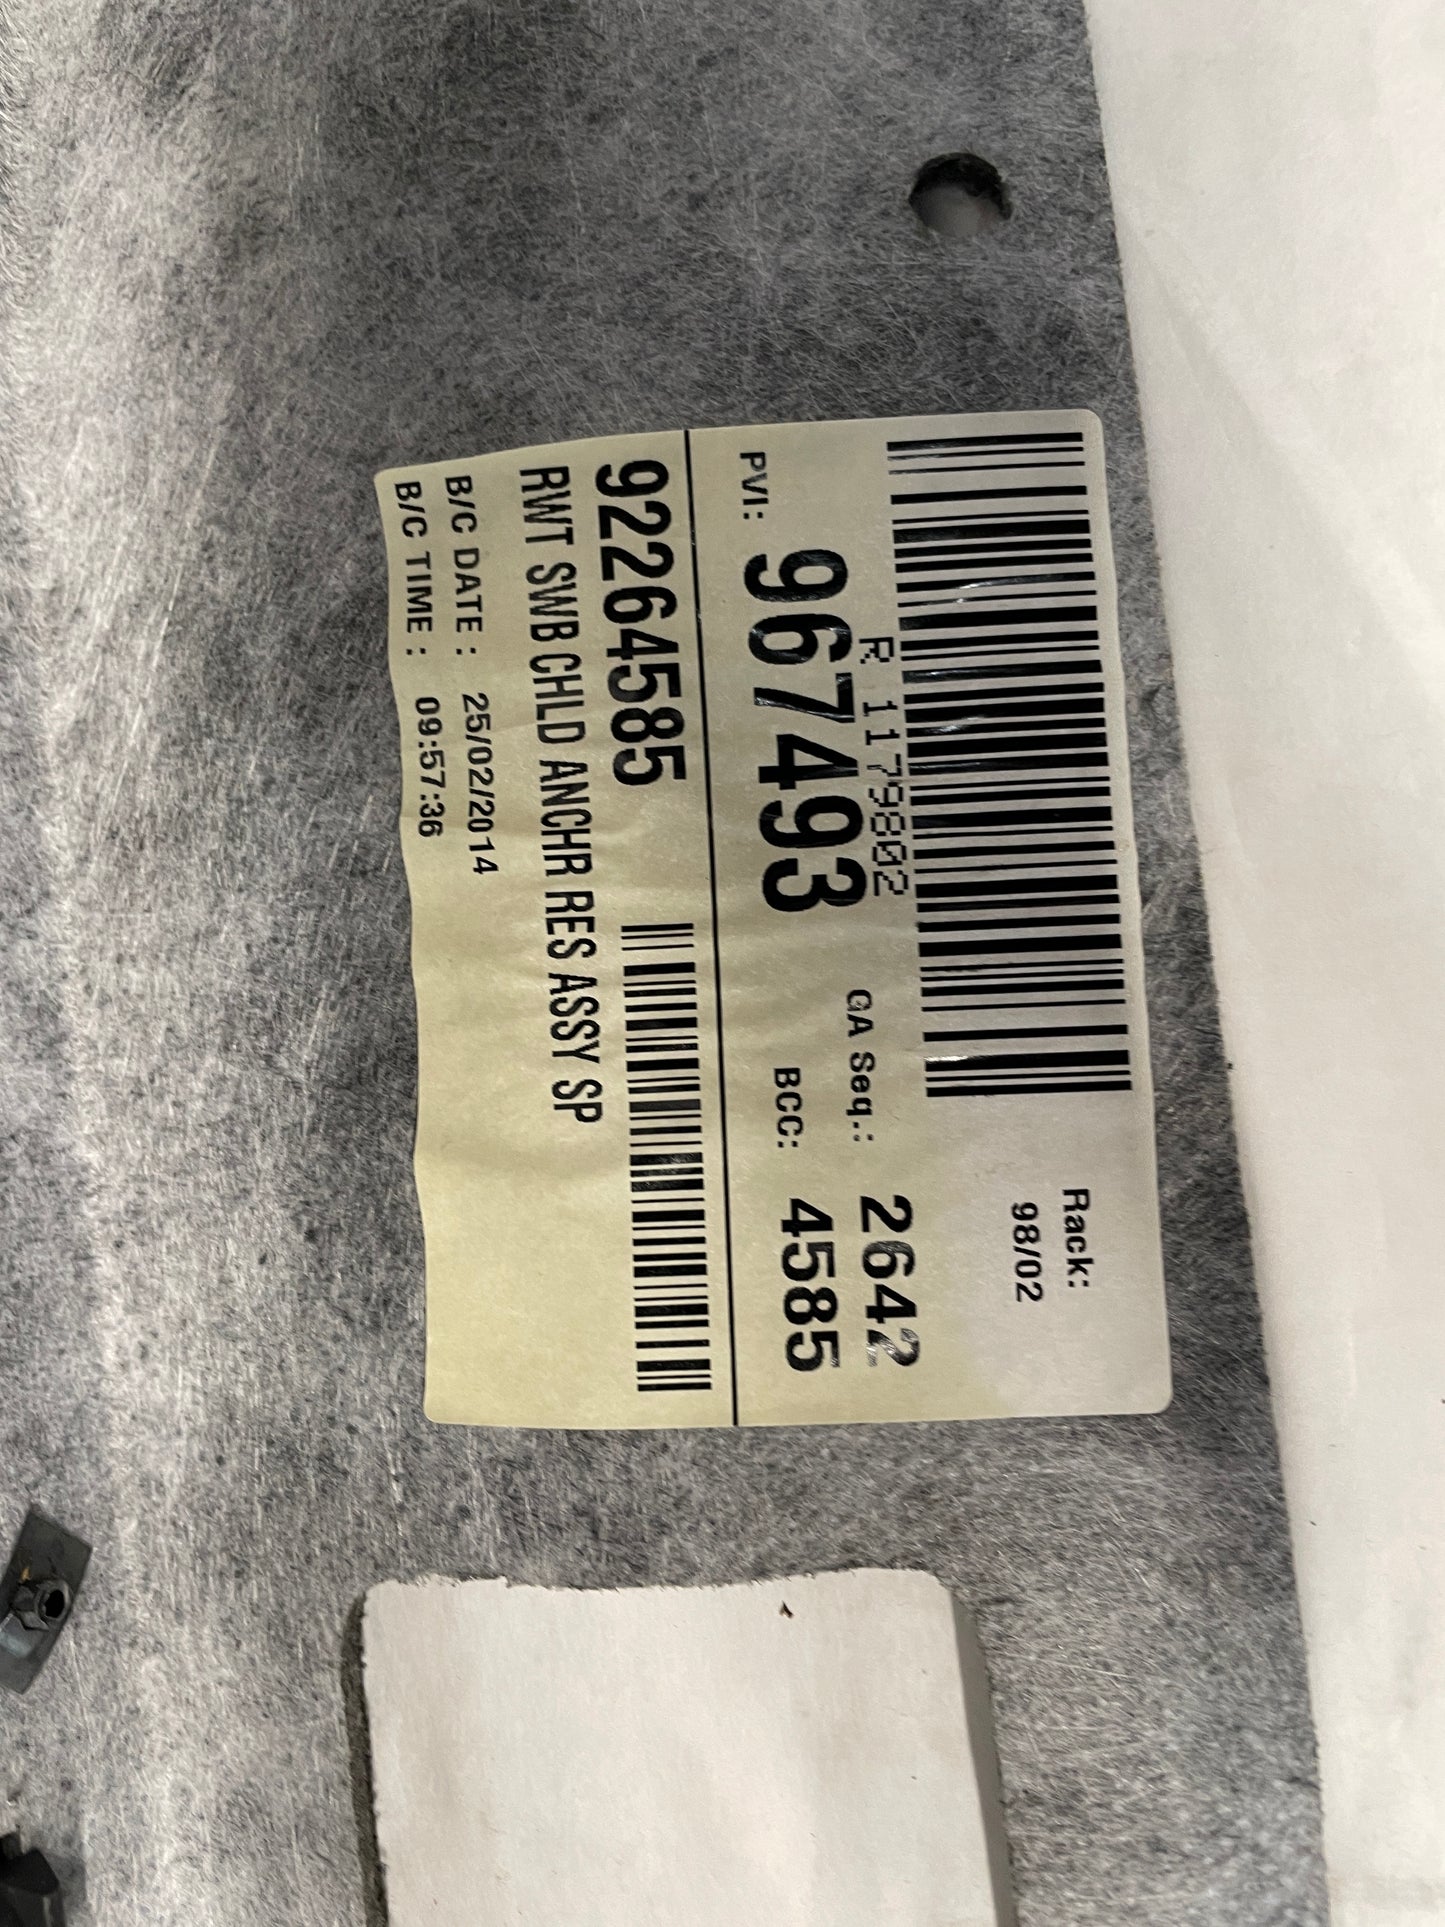 Rack:
98/02
R 1179802
GA Seq.: 2642
PVI: 967493
BCC: 4585
92264585
RWT SWB CHLD ANCHR RES ASSY SP
B/C DATE : 25/02/2014
B/C TIME : 09:57:36